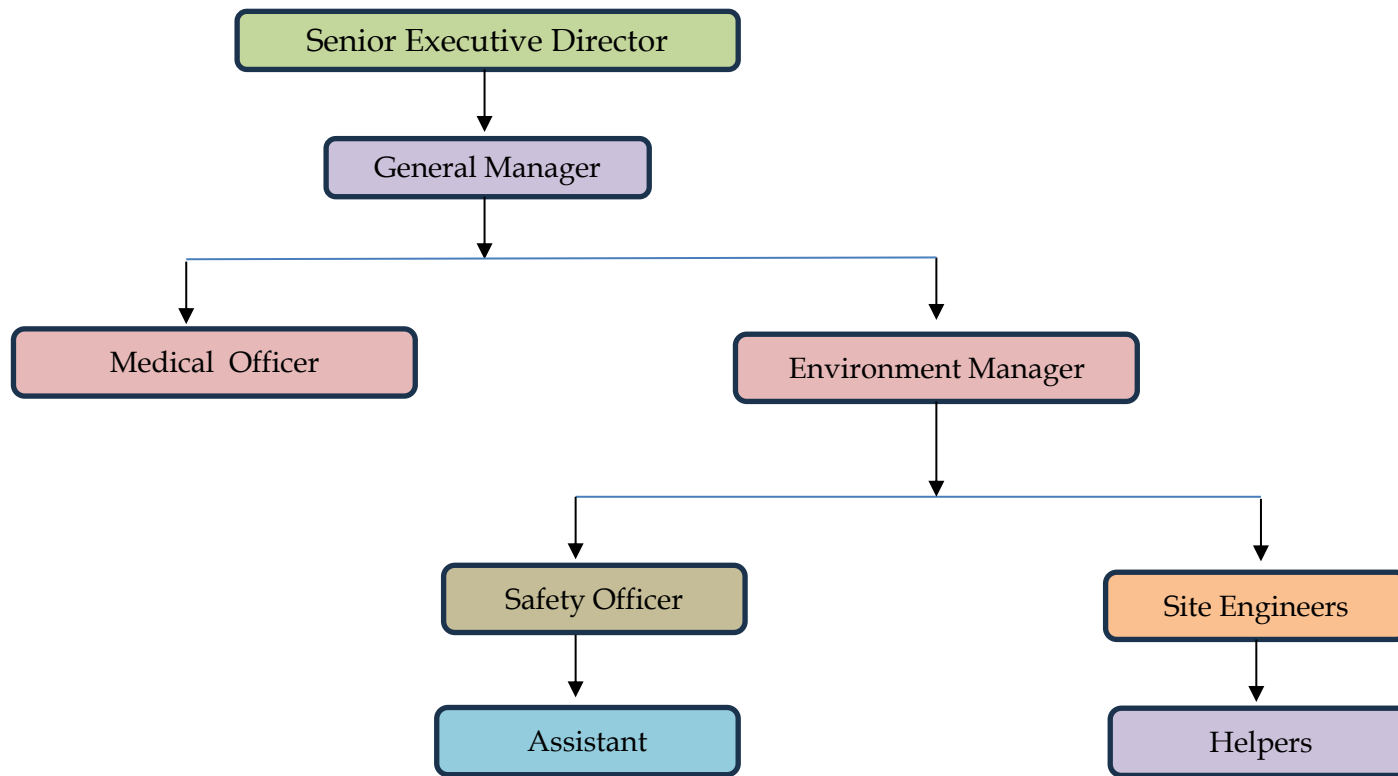 Senior Executive Director
General Manager
Medical Officer
Environment Manager
Safety Officer
Site Engineers
Assistant
Helpers